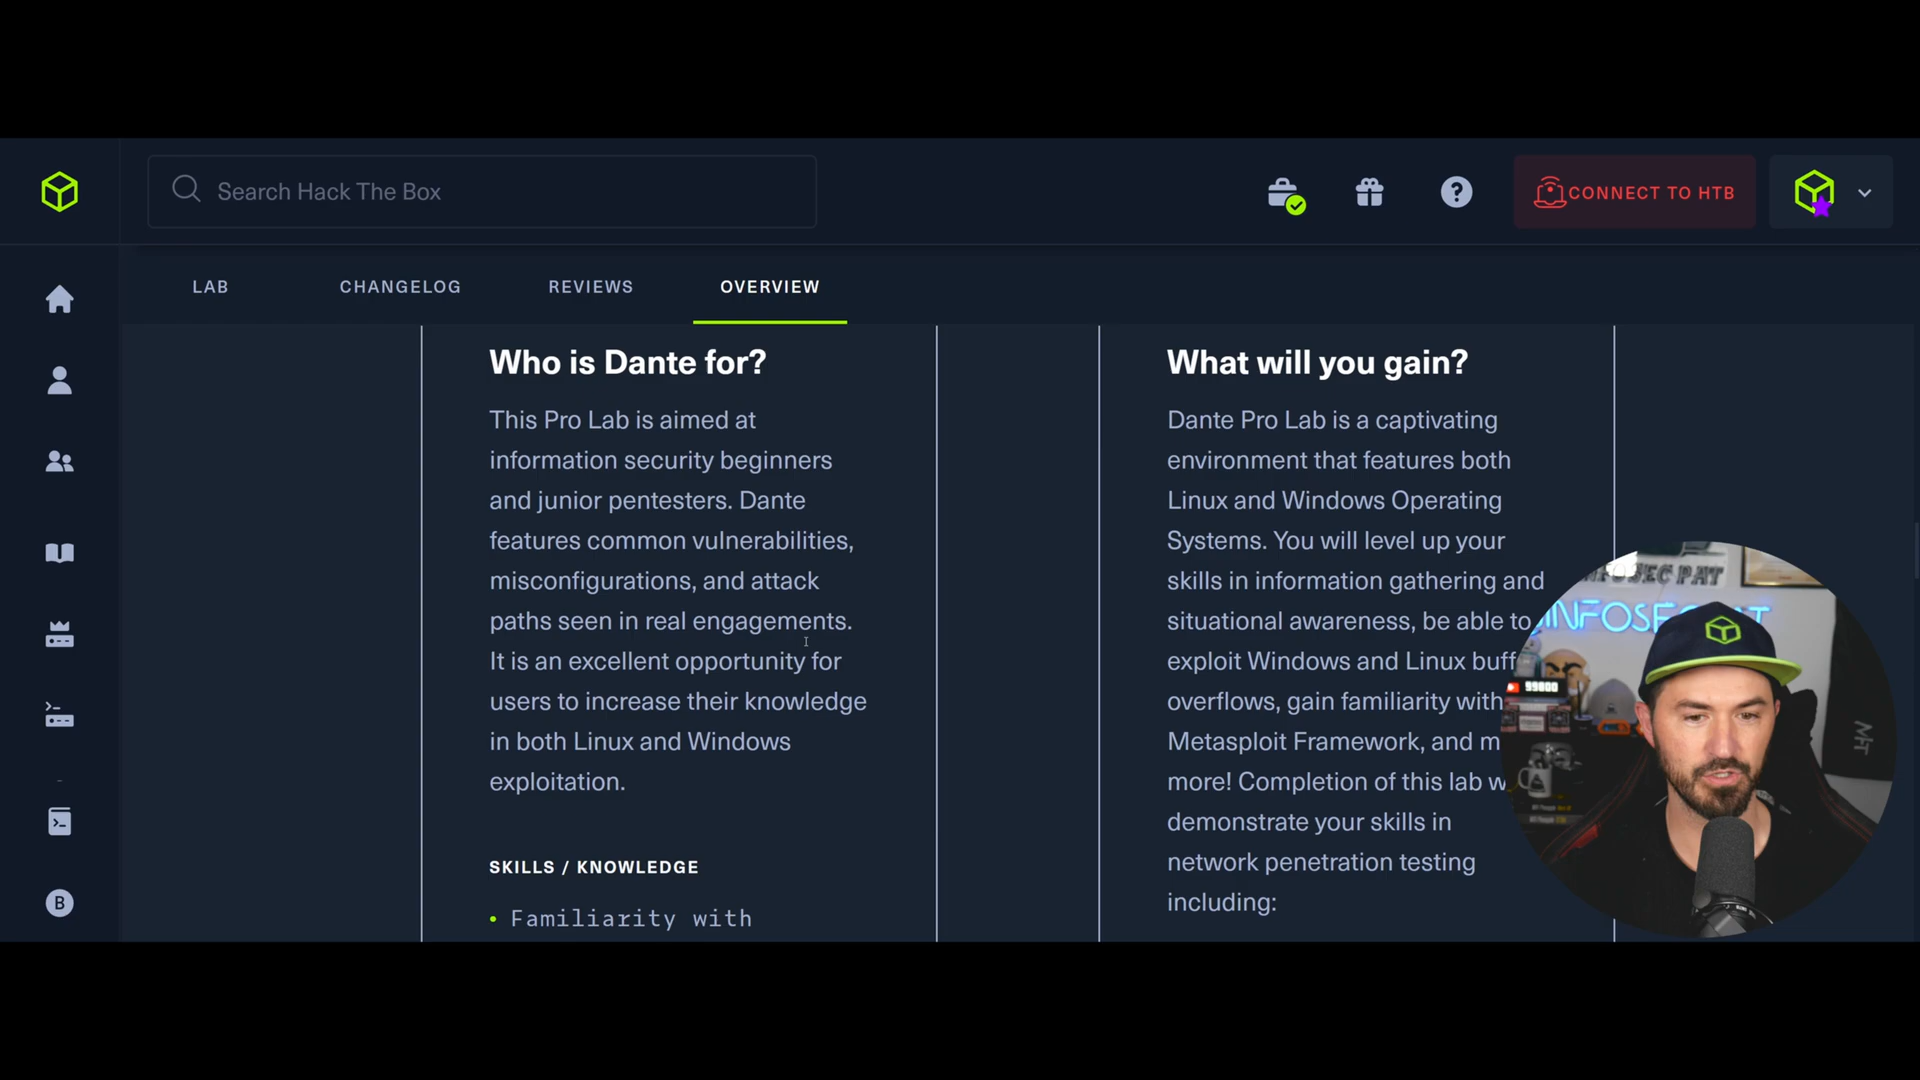 Search Hack The Box
CONNECT TO HTB
LAB
CHANGELOG
REVIEWS
OVERVIEW
Who is Dante for?
This Pro Lab is aimed at
information security beginners
and junior pentesters. Dante
features common vulnerabilities,
misconfigurations, and attack
paths seen in real engagements.
It is an excellent opportunity for
users to increase their knowledge
in both Linux and Windows
exploitation.
SKILLS / KNOWLEDGE
• Familiarity with
What will you gain?
Dante Pro Lab is a captivating
environment that features both
Linux and Windows Operating
Systems. You will level up your
skills in information gathering and
situational awareness, be able to
exploit Windows and Linux buff
overflows, gain familiarity with
Metasploit Framework, and m
more! Completion of this lab w
demonstrate your skills in
network penetration testing
including:
B
NFOSEC PAT
INFOSEC AT
99800